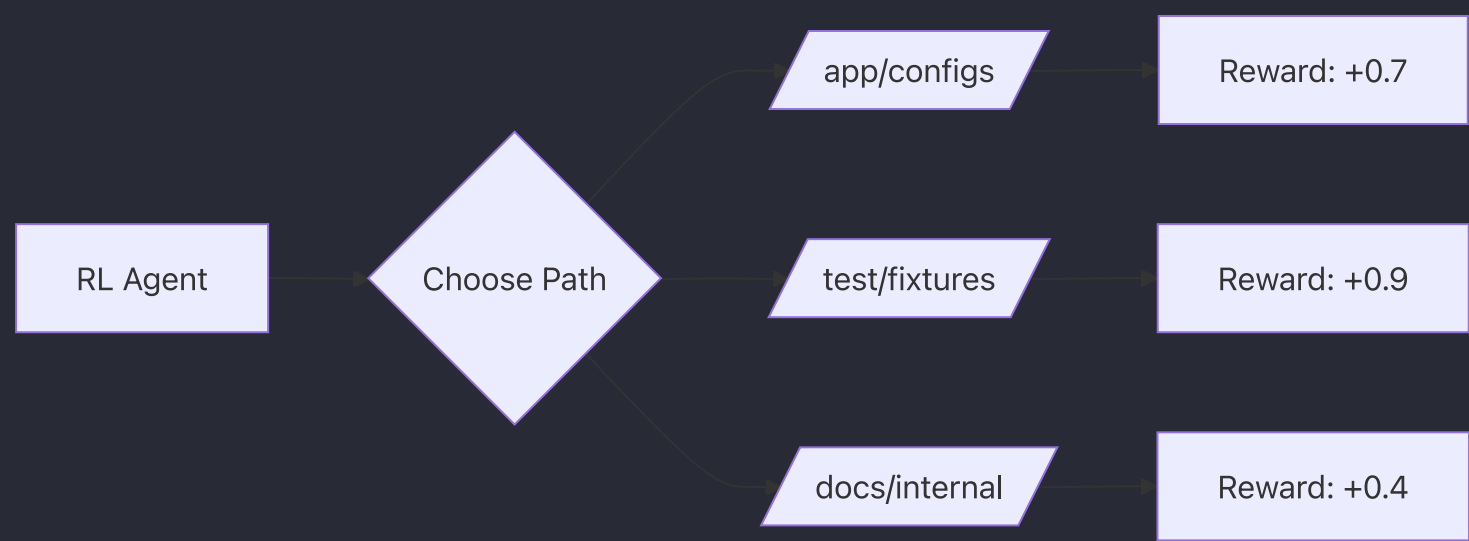 RL Agent
Choose Path
app/configs
Reward: +0.7
test/fixtures
Reward: +0.9
docs/internal
Reward: +0.4